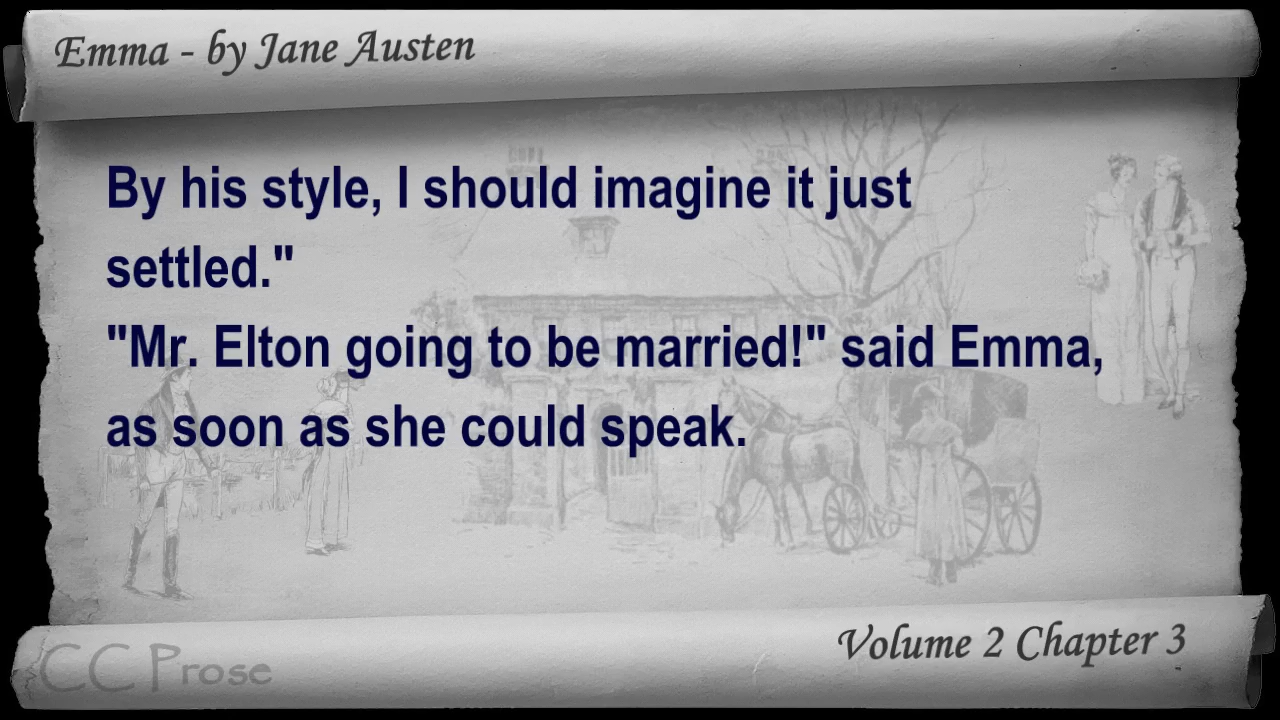 Emma - by Jane Austen
By his style, I should imagine it just
settled."
"Mr. Elton going to be married!" said Emma,
as soon as she could speak.
Volume 2 Chapter 3
CC Prose